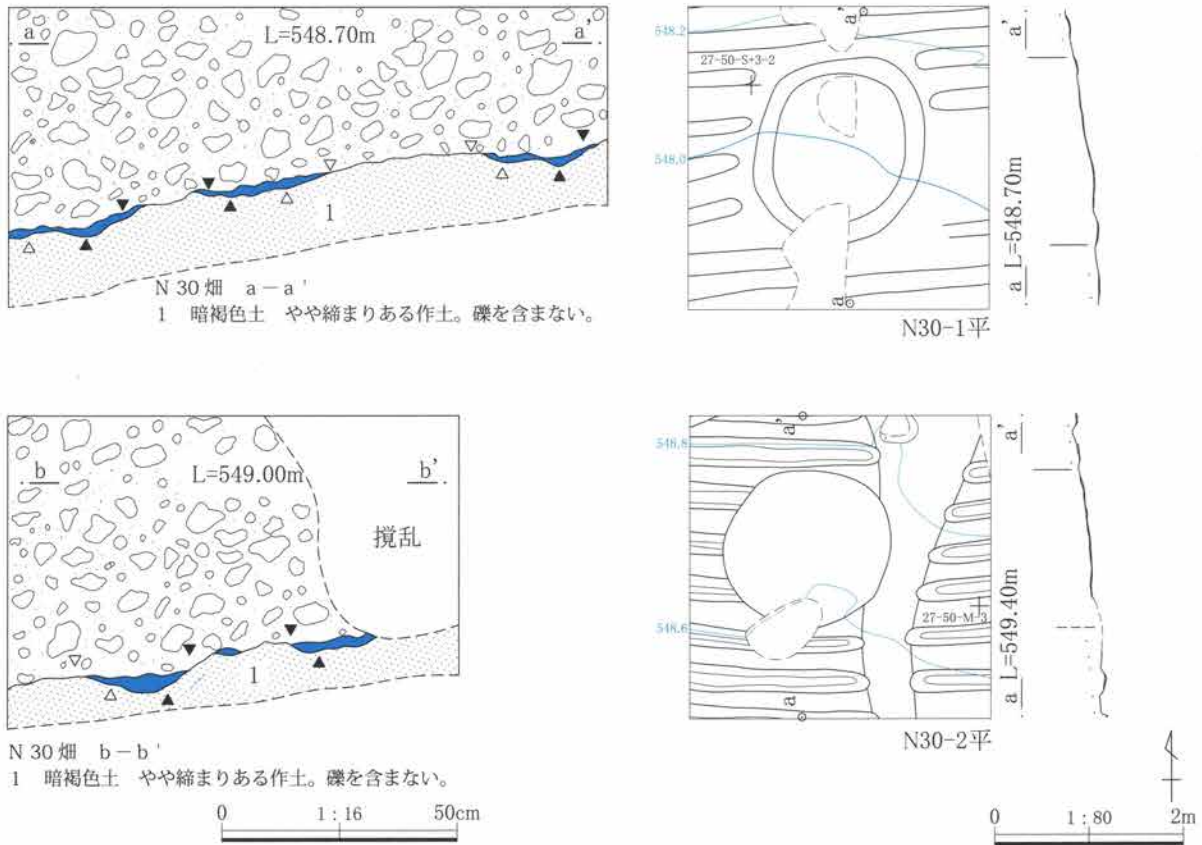 a L=548.70m a'
1
N 30 畑 a－a'
1 暗褐色土 やや締まりある作土。礫を含まない。
548.2
a'
27-50-S+3-2
548.0
a
N30-1平
a L=548.70m a'
b L=549.00m b'
撹乱
1
N 30 畑 b－b'
1 暗褐色土 やや締まりある作土。礫を含まない。
0 1：16 50cm
548.8
a'
548.6
27-50-M-3
a
N30-2平
a L=549.40m a'
0 1：80 2m